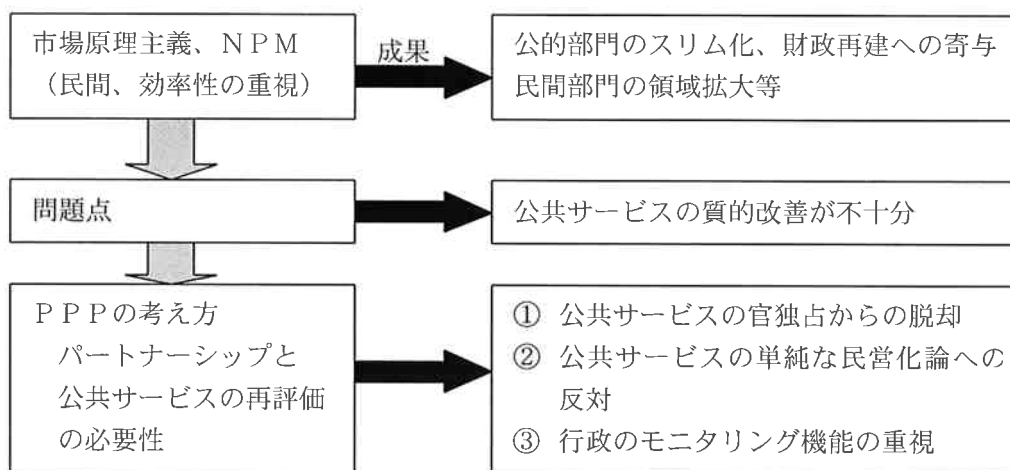 市場原理主義、ＮＰＭ
（民間、効率性の重視）
成果
公的部門のスリム化、財政再建への寄与
民間部門の領域拡大等
問題点
公共サービスの質的改善が不十分
ＰＰＰの考え方
パートナーシップと
公共サービスの再評価
の必要性
① 公共サービスの官独占からの脱却
② 公共サービスの単純な民営化論への
反対
③ 行政のモニタリング機能の重視